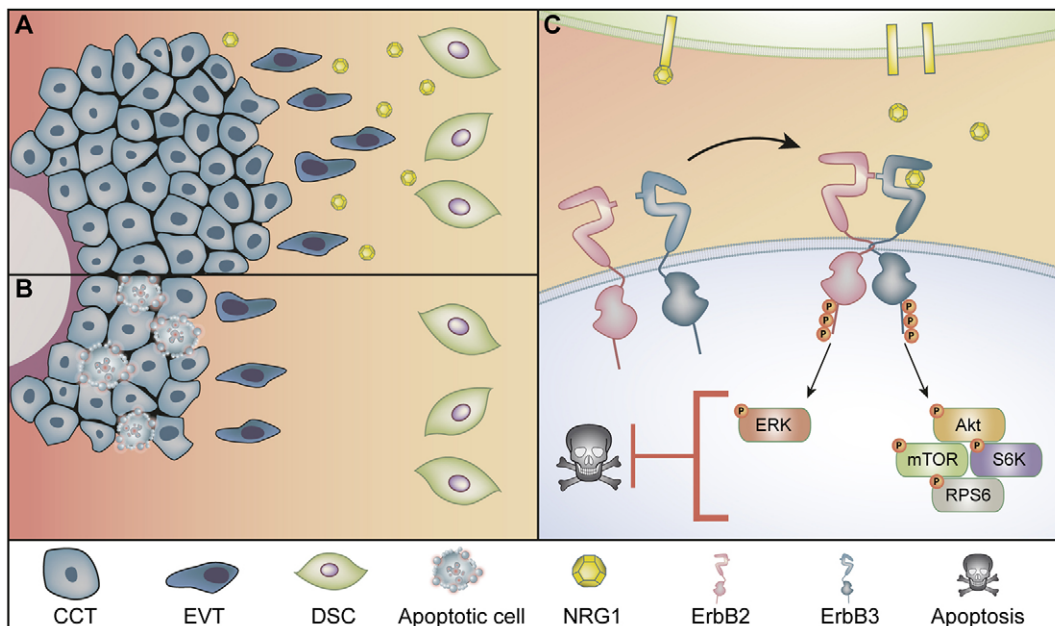 A
B
C
P
P
P
P
P
P
P
ERK
P
Akt
P
mTOR
P
S6K
P
RPS6
CCT
EVT
DSC
Apoptotic cell
NRG1
ErbB2
ErbB3
Apoptosis